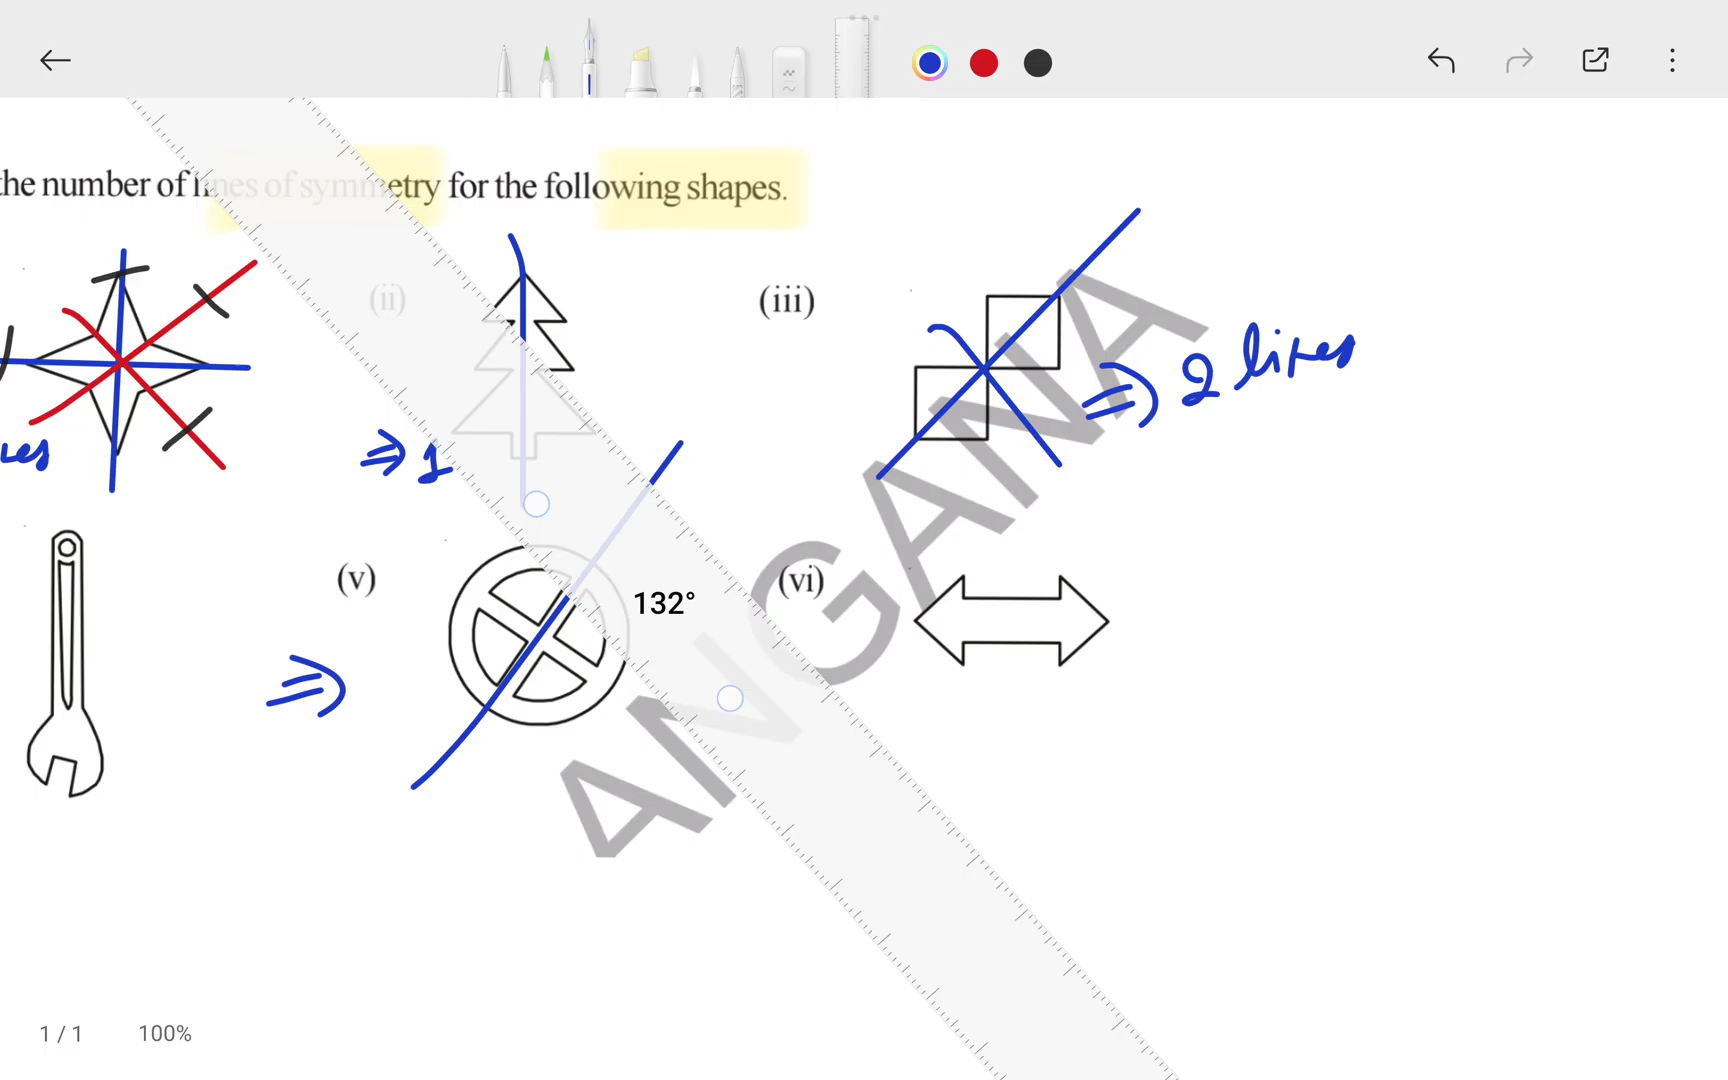 the number of lines of symmetry for the following shapes.
(ii)
(iii)
⇒ 2 lines
⇒ 1
(v)
132°
(vi)
⇒
ANGANA
1 / 1
100%